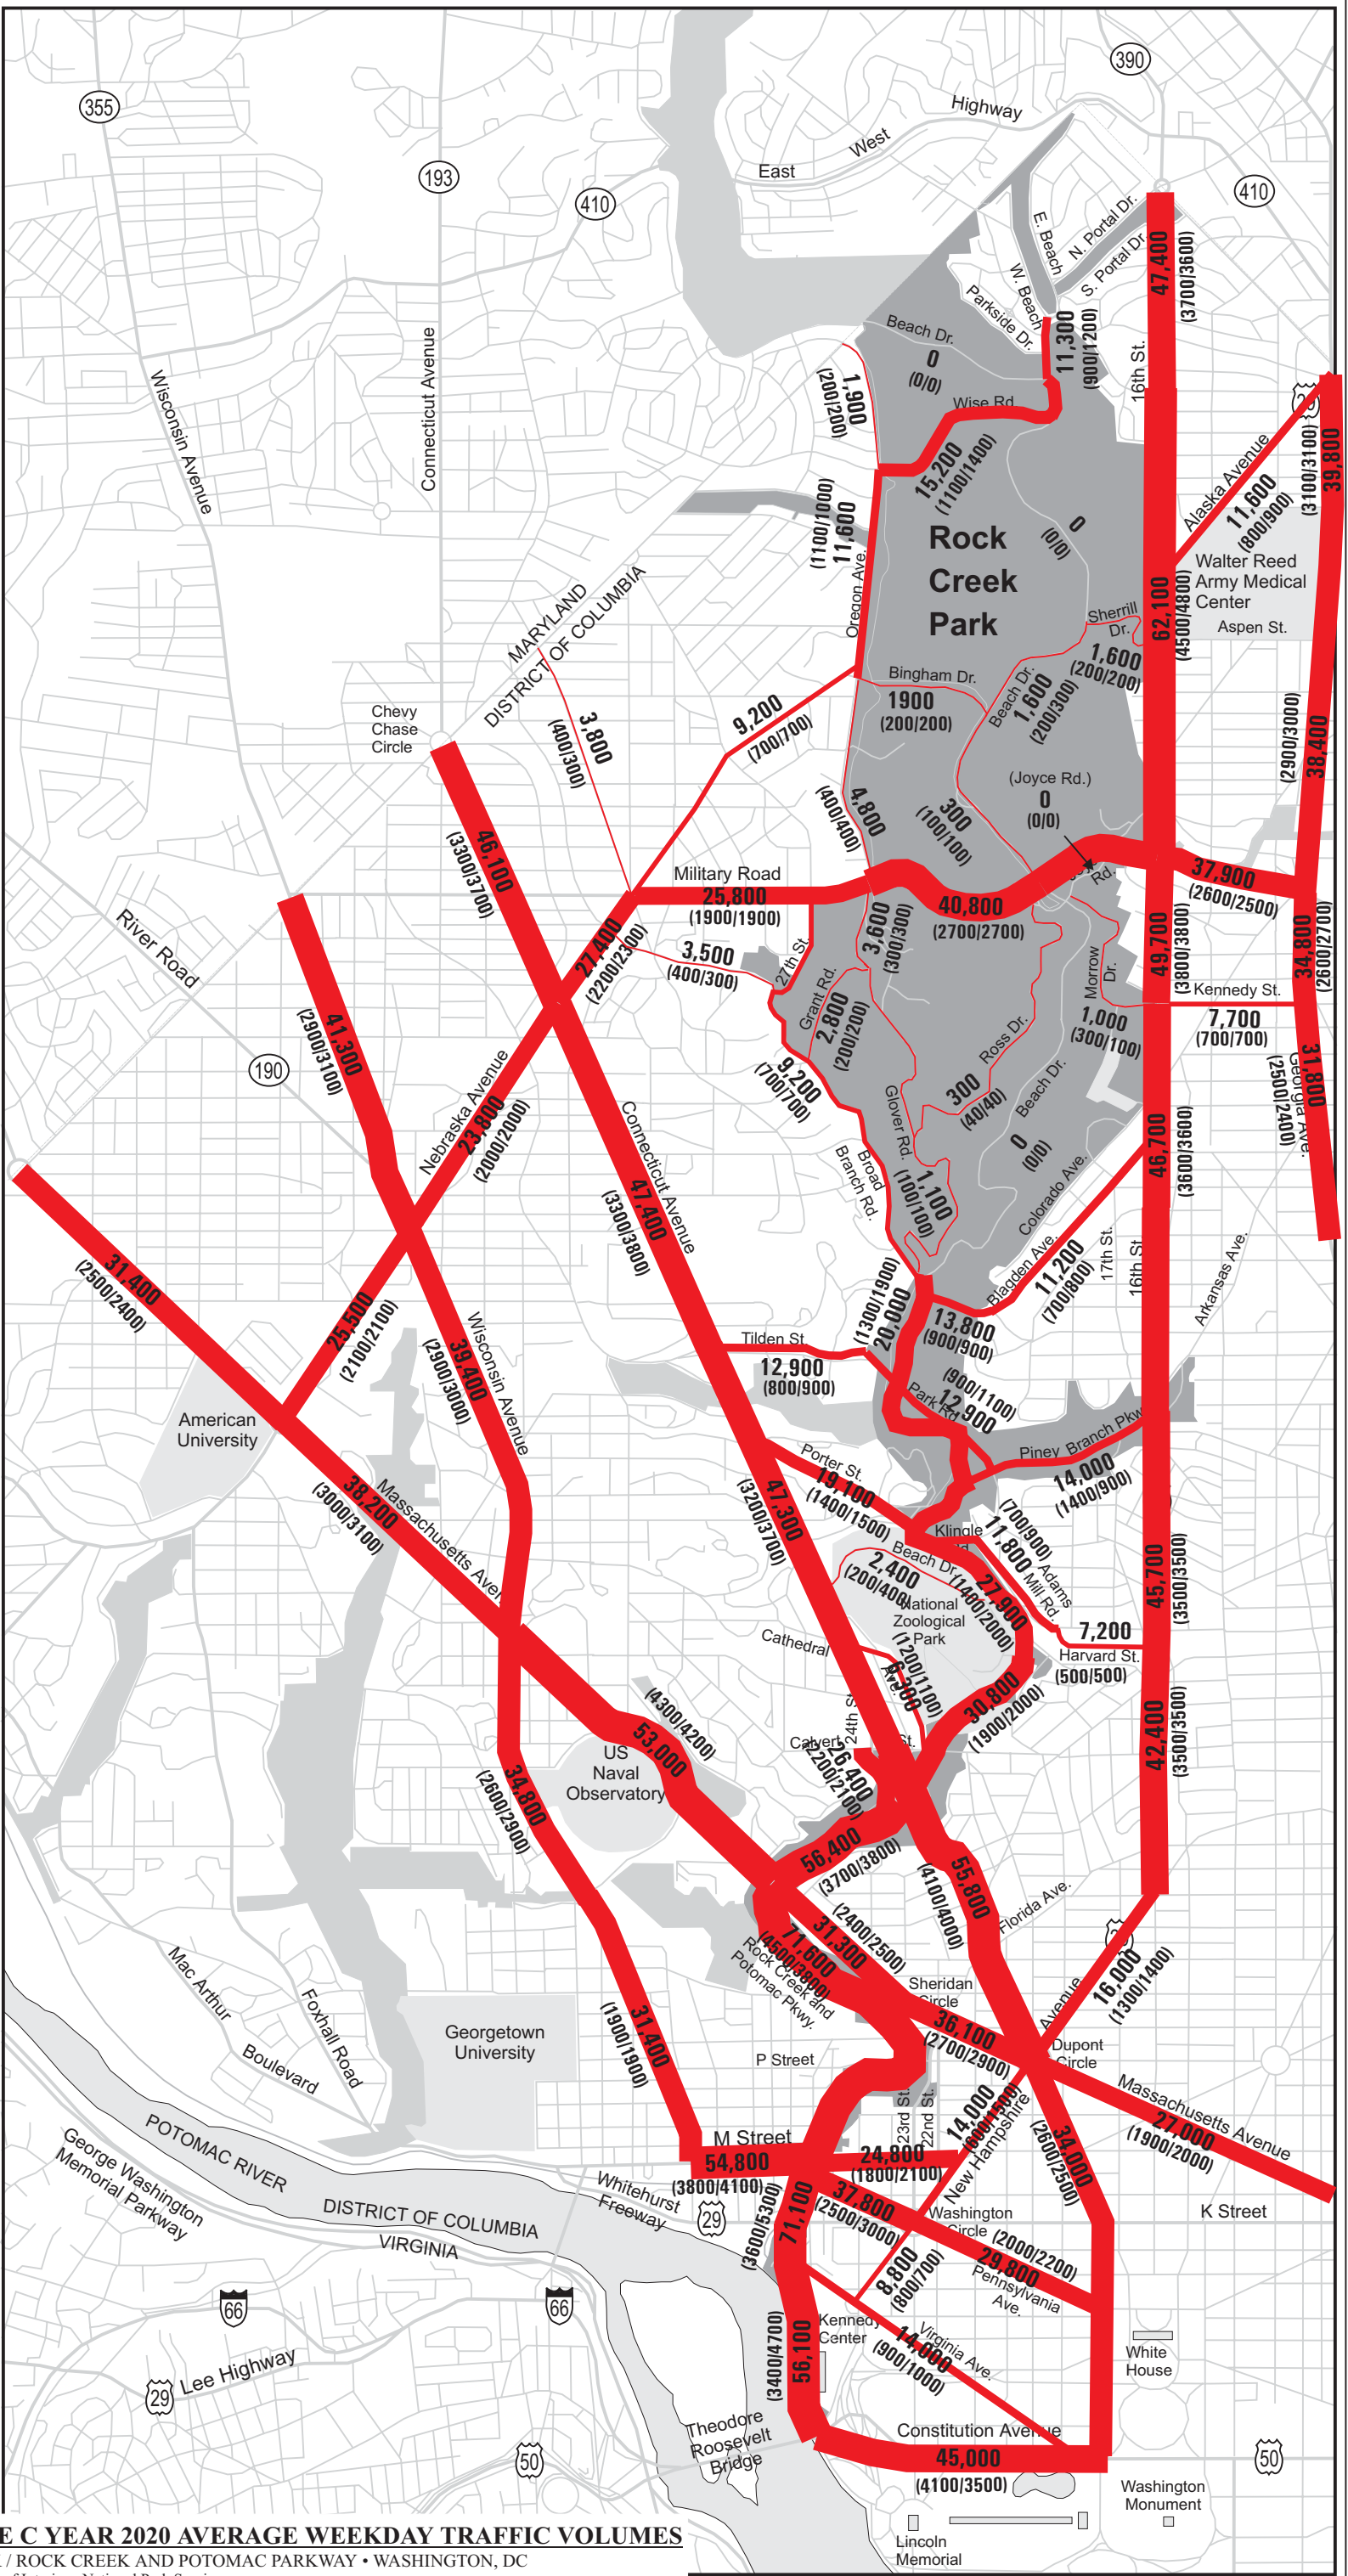 390
355
Highway
West
East
193
410
410
E. Beach
N. Portal Dr.
S. Portal Dr.
W. Beach
Parkside Dr.
47,400
(3700/3600)
16th St.
11,300
(900/1200)
Beach Dr.
0
(0/0)
1,900
(200/200)
Wise Rd
15,200
(1100/1400)
Wisconsin Avenue
Connecticut Avenue
39,800
(3100/3100)
Alaska Avenue
11,600
(800/900)
(1100/1000)
11,600
Oregon Ave.
Rock
Creek
Park
0
(0/0)
Walter Reed
Army Medical
Center
Aspen St.
62,100
(4500/4800)
Sherrill
Dr.
1,600
(200/200)
MARYLAND
DISTRICT OF COLUMBIA
Bingham Dr.
1900
(200/200)
Beach Dr.
1,600
(200/300)
Chevy
Chase
Circle
3,800
(400/300)
9,200
(700/700)
38,400
(2900/3000)
(Joyce Rd.)
0
(0/0)
4,800
(400/400)
300
(100/100)
46,100
(3300/3700)
Military Road
25,800
(1900/1900)
Rd.
37,900
(2600/2500)
40,800
(2700/2700)
River Road
27,400
(2200/2300)
3,500
(400/300)
27th St.
3,600
(300/300)
49,700
(3800/3800)
34,800
(2600/2700)
Grant Rd.
2,800
(200/200)
Morrow
Dr.
1,000
(300/100)
Kennedy St.
7,700
(700/700)
41,300
(2900/3100)
190
Nebraska Avenue
23,800
(2000/2000)
9,200
(700/700)
Ross Dr.
300
(40/40)
Beach Dr.
0
(0/0)
Glover Rd.
31,800
(2500/2400)
Georgia Ave.
Connecticut Avenue
47,400
(3300/3800)
Broad
Branch Rd.
1,100
(100/100)
46,700
(3600/3600)
Colorado Ave.
Blagden Ave.
11,200
(700/800)
17th St.
16th St.
Arkansas Ave.
31,400
(2500/2400)
25,500
(2100/2100)
Wisconsin Avenue
39,400
(2900/3000)
Tilden St.
12,900
(800/900)
(1300/1900)
20,000
13,800
(900/900)
(900/1100)
12,900
Park Rd
American
University
Piney Branch Pkw
14,000
(1400/900)
Porter St.
19,100
(1400/1500)
38,200
(3000/3100)
Massachusetts Aven
47,300
(3200/3700)
Klingle
(700/900)
11,800
Adams
Mill Rd.
Beach Dr.
2,400
(200/400)
27,900
(1400/2000)
National
Zoological
Park
45,700
(3500/3500)
7,200
Harvard St.
(500/500)
Cathedral
Ave.
(1200/1100)
30,800
(1900/2000)
42,400
(3500/3500)
24th St
Calvert
St.
26,400
(2200/2100)
(4300/4200)
53,000
US
Naval
Observatory
34,800
(2600/2900)
56,400
(3700/3800)
55,800
(4100/4000)
Florida Ave.
(2400/2500)
31,300
71,600
(4500/3800)
Rock Creek and
Potomac Pkwy.
Mac Arthur
Boulevard
Foxhall Road
Sheridan
Circle
36,100
(2700/2900)
Avenue
16,000
(1300/1400)
Georgetown
University
31,400
(1900/1900)
P Street
Dupont
Circle
Massachusetts Avenue
27,000
(1900/2000)
23rd St.
22nd St.
14,000
New Hampshire
34,000
(2600/2500)
POTOMAC RIVER
George Washington
Memorial Parkway
M Street
54,800
(3800/4100)
24,800
(1800/2100)
Whitehurst
Freeway
29
DISTRICT OF COLUMBIA
VIRGINIA
71,100
(3600/5300)
37,800
(2500/3000)
Washington
Circle
K Street
(2000/2200)
29,800
Pennsylvania
Ave.
8,800
(800/700)
66
66
Kennedy
Center
Virginia Ave.
14,000
(900/1000)
56,100
(3400/4700)
White
House
29
Lee Highway
Theodore
Roosevelt
Bridge
Constitution Avenue
45,000
(4100/3500)
50
50
Washington
Monument
Lincoln
Memorial
E C YEAR 2020 AVERAGE WEEKDAY TRAFFIC VOLUMES
/ ROCK CREEK AND POTOMAC PARKWAY • WASHINGTON, DC